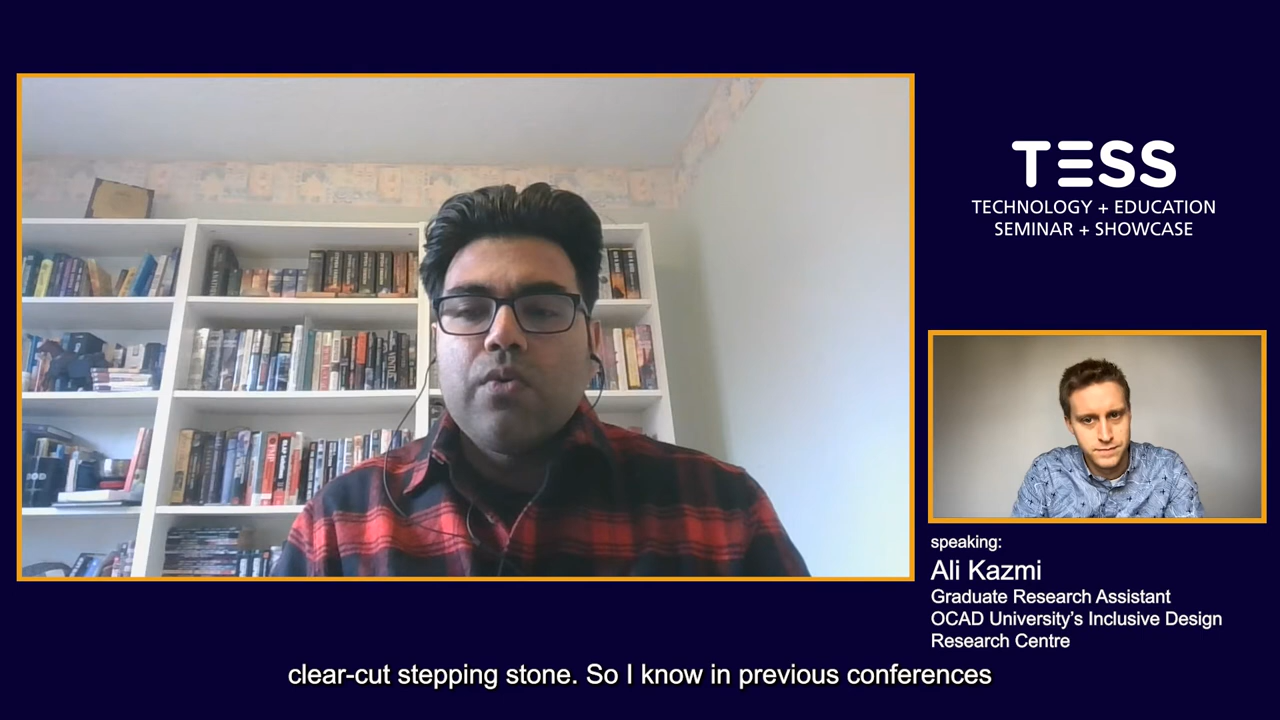 TESS
TECHNOLOGY + EDUCATION
SEMINAR + SHOWCASE
speaking:
Ali Kazmi
Graduate Research Assistant
OCAD University's Inclusive Design
Research Centre
clear-cut stepping stone. So I know in previous conferences